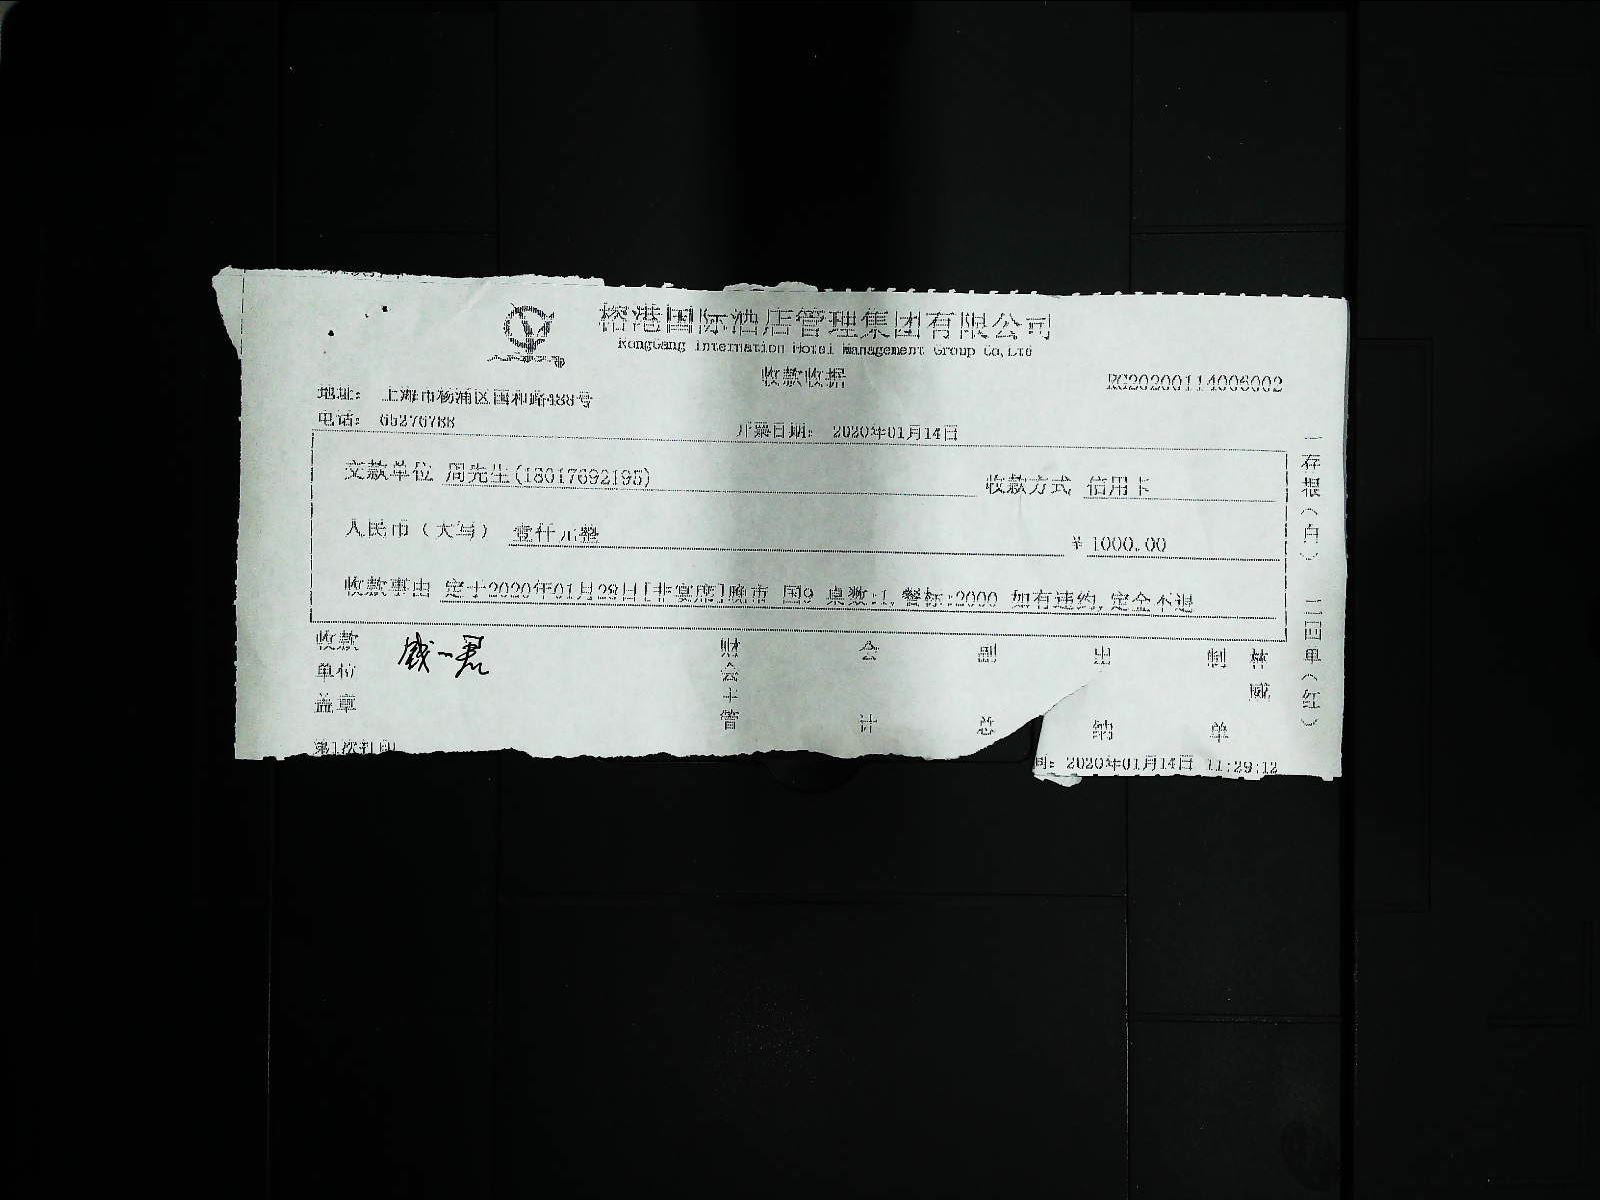 榕港国际酒店管理集团有限公司
RongGang Internation Hotel Management Group Co,Ltd
收款收据
RG20200114006002
地址： 上海市杨浦区国和路488号
电话： 65276788
开票日期： 2020年01月14日
交款单位 周先生(18017692195)
收款方式 信用卡
人民币（大写） 壹仟元整
¥ 1000.00
收款事由 定于2020年01月28日[非宴席]晚市 国9 桌数:1, 餐标:2000 如有违约,定金不退
收款单位盖章
财会主管
会计
副总
出纳
制单
林威
第1次打印
间：2020年01月14日 11:29:12
一存根（白） 二回单（红）